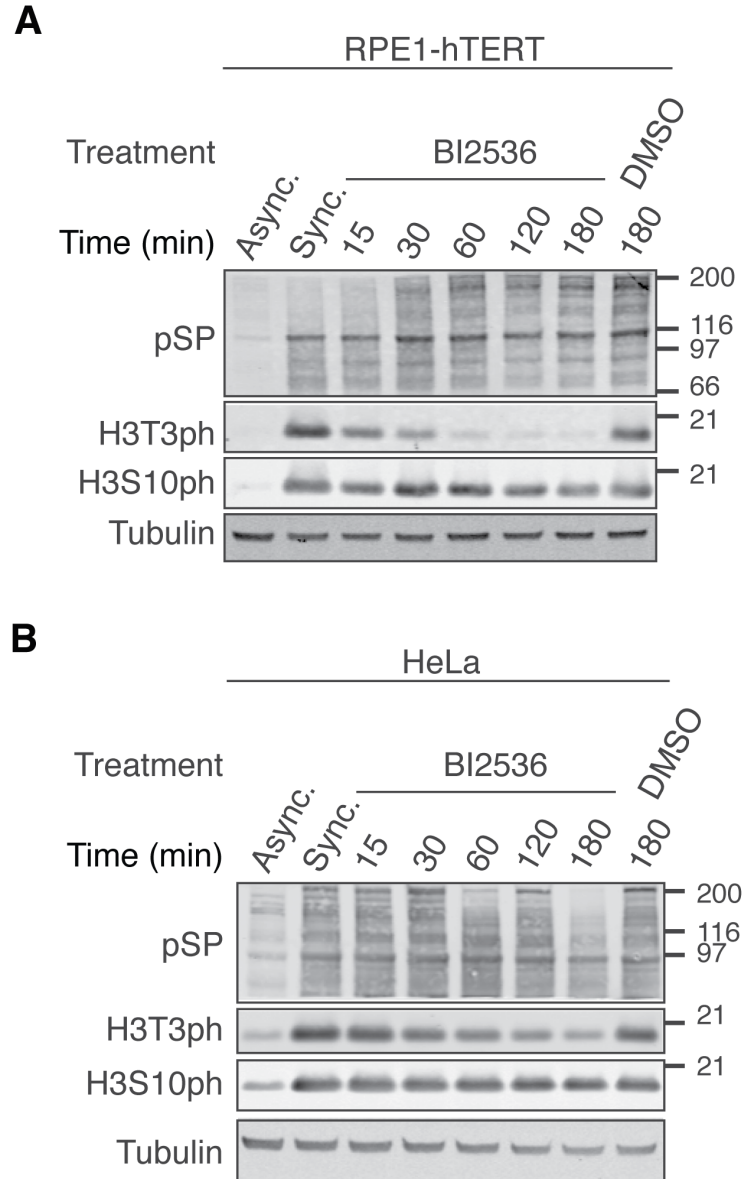 A
RPE1-hTERT
Treatment BI2536 DMSO
Time (min) Async. Sync. 15 30 60 120 180 180
pSP 200 116 97 66
H3T3ph 21
H3S10ph 21
Tubulin
B
HeLa
Treatment BI2536 DMSO
Time (min) Async. Sync. 15 30 60 120 180 180
pSP 200 116 97
H3T3ph 21
H3S10ph 21
Tubulin